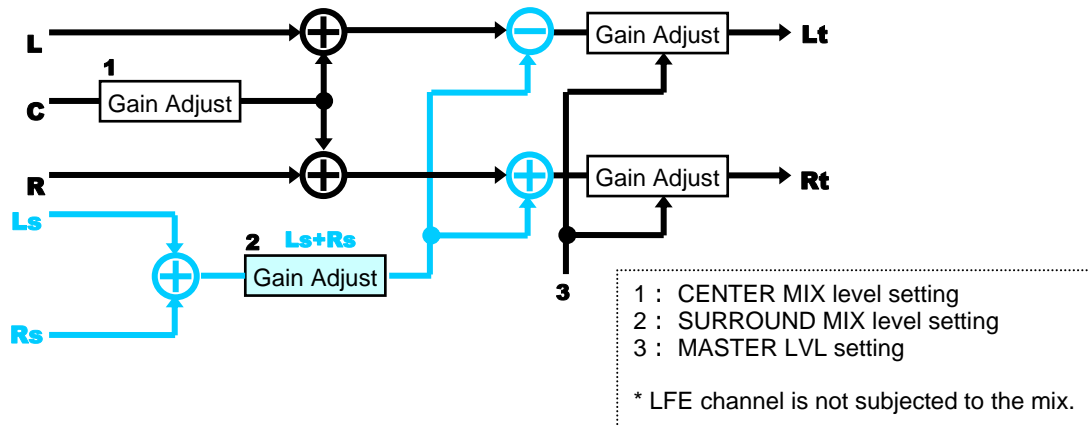 L
Gain Adjust
Lt
1
C
Gain Adjust
R
Gain Adjust
Rt
Ls
2
Ls+Rs
Gain Adjust
Rs
3
1 : CENTER MIX level setting
2 : SURROUND MIX level setting
3 : MASTER LVL setting
* LFE channel is not subjected to the mix.